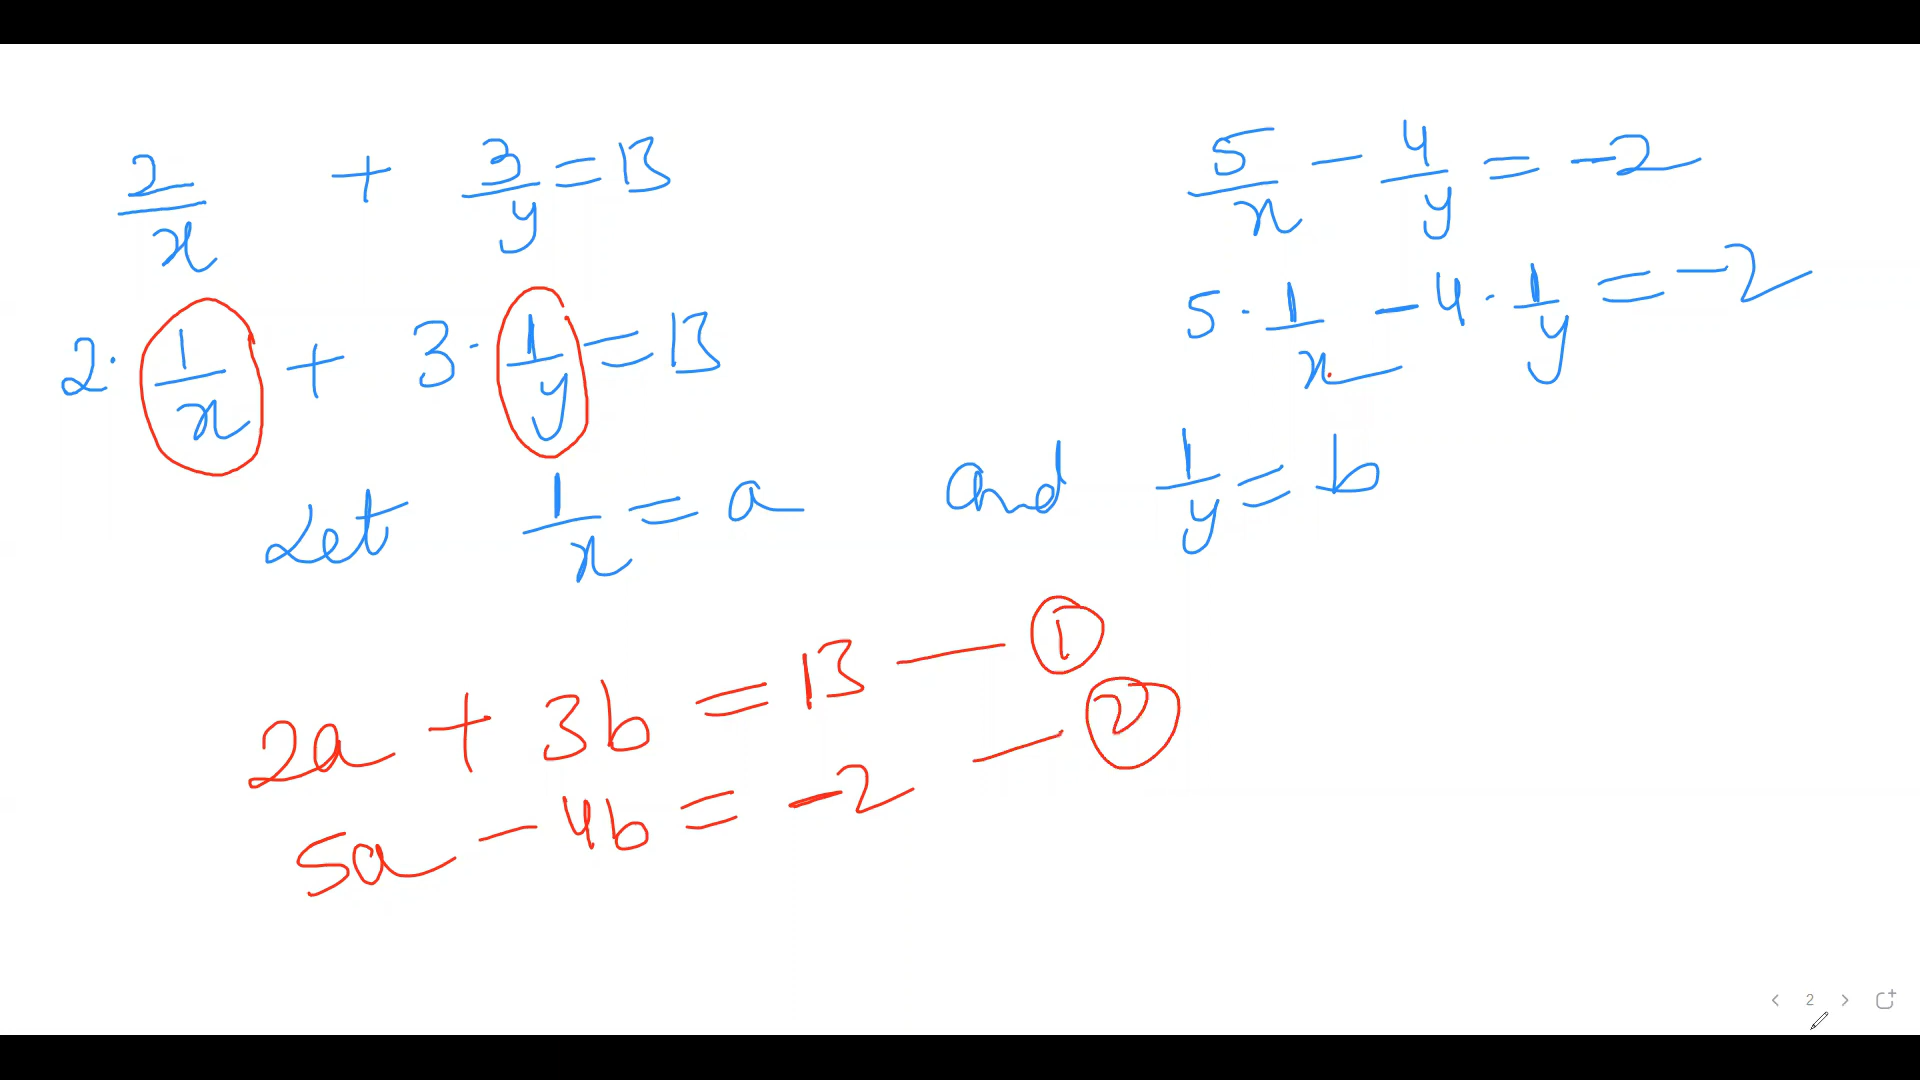 2/x + 3/y = 13
5/x - 4/y = -2
2· 1/x + 3· 1/y = 13
5· 1/x - 4· 1/y = -2
Let 1/x = a and 1/y = b
2a + 3b = 13 — ①
5a - 4b = -2 — ②
2